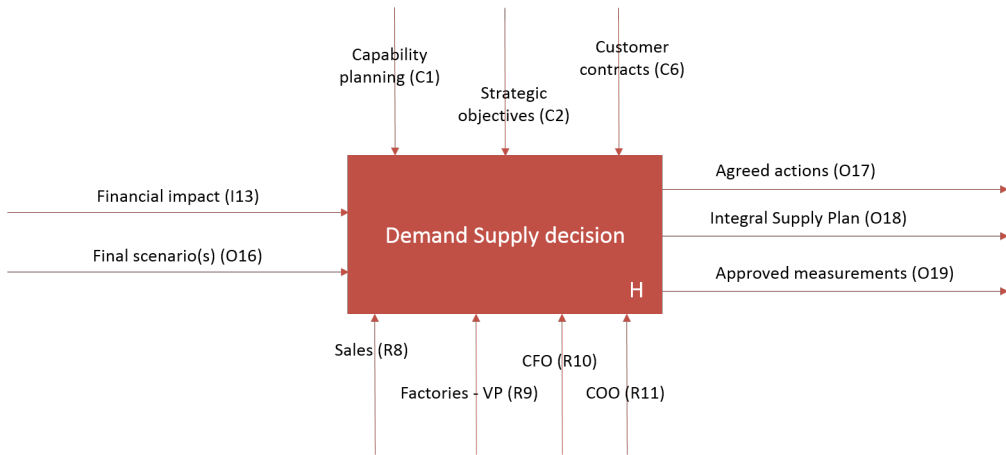 Capability
planning (C1)
Strategic
objectives (C2)
Customer
contracts (C6)
Financial impact (I13)
Final scenario(s) (O16)
Demand Supply decision
H
Agreed actions (O17)
Integral Supply Plan (O18)
Approved measurements (O19)
Sales (R8)
Factories - VP (R9)
CFO (R10)
COO (R11)